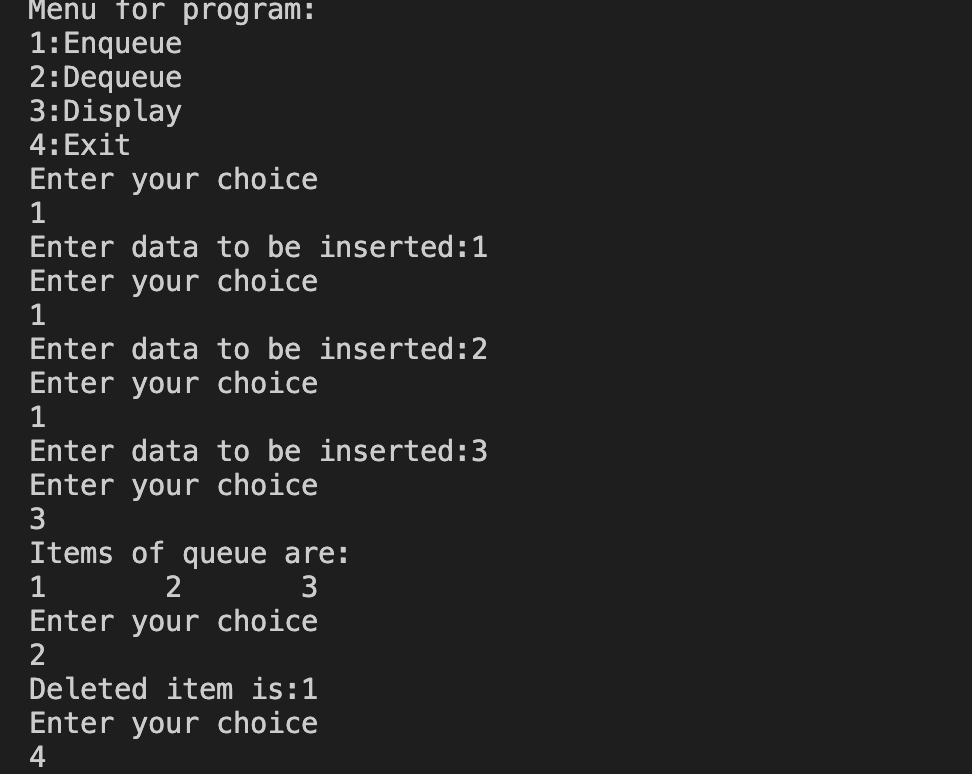 Menu for program:
1:Enqueue
2:Dequeue
3:Display
4:Exit
Enter your choice
1
Enter data to be inserted:1
Enter your choice
1
Enter data to be inserted:2
Enter your choice
1
Enter data to be inserted:3
Enter your choice
3
Items of queue are:
1       2       3
Enter your choice
2
Deleted item is:1
Enter your choice
4